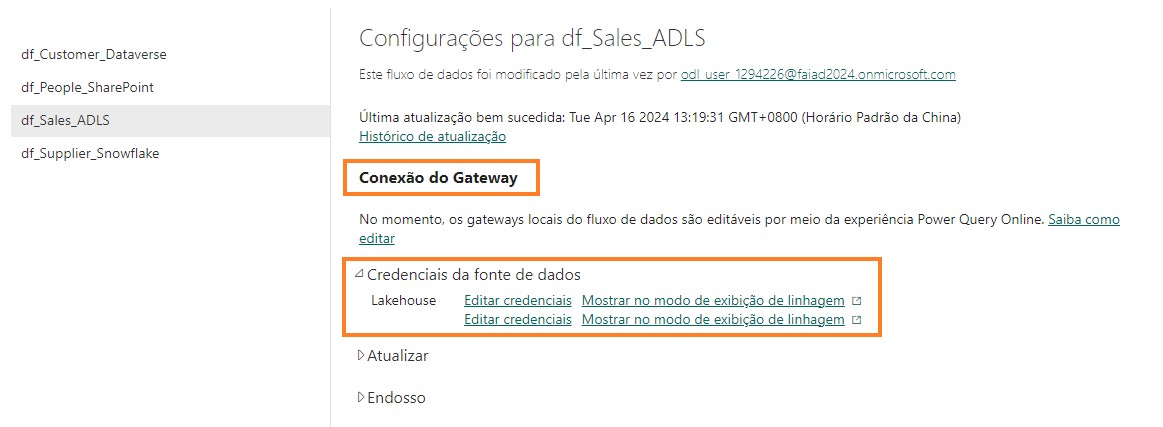 df_Customer_Dataverse
df_People_SharePoint
df_Sales_ADLS
df_Supplier_Snowflake
Configurações para df_Sales_ADLS
Este fluxo de dados foi modificado pela última vez por odl_user_1294226@faiad2024.onmicrosoft.com
Última atualização bem sucedida: Tue Apr 16 2024 13:19:31 GMT+0800 (Horário Padrão da China)
Histórico de atualização
Conexão do Gateway
No momento, os gateways locais do fluxo de dados são editáveis por meio da experiência Power Query Online. Saiba como
editar
Credenciais da fonte de dados
Lakehouse Editar credenciais Mostrar no modo de exibição de linhagem
Editar credenciais Mostrar no modo de exibição de linhagem
Atualizar
Endosso